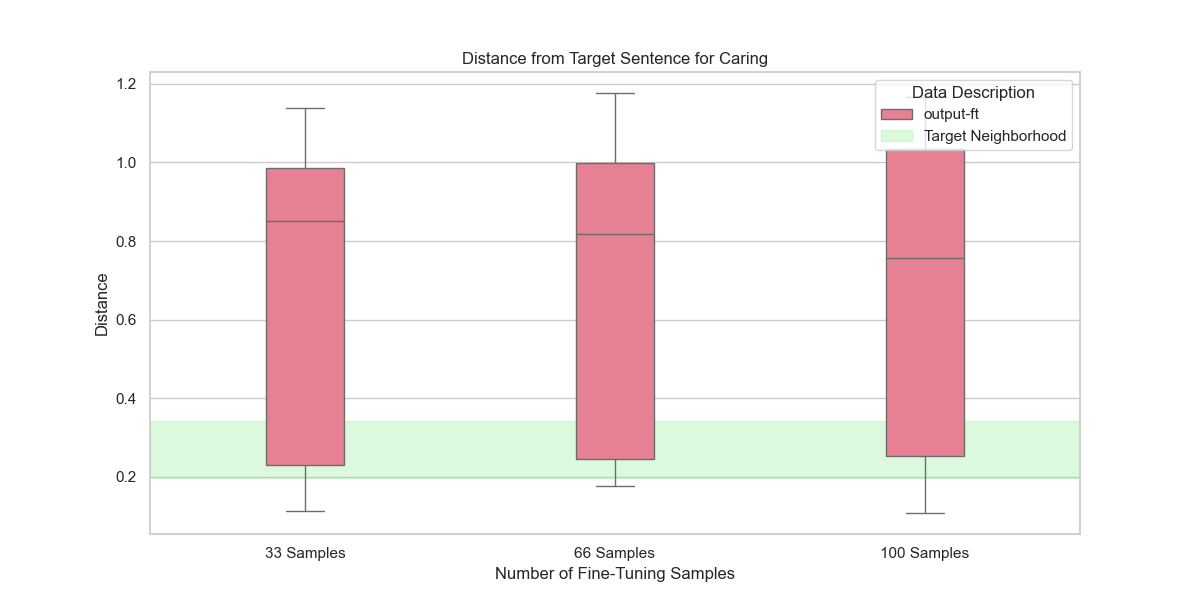 Distance from Target Sentence for Caring
Data Description
output-ft
Target Neighborhood
1.2
1.0
0.8
0.6
0.4
0.2
Distance
33 Samples
66 Samples
100 Samples
Number of Fine-Tuning Samples